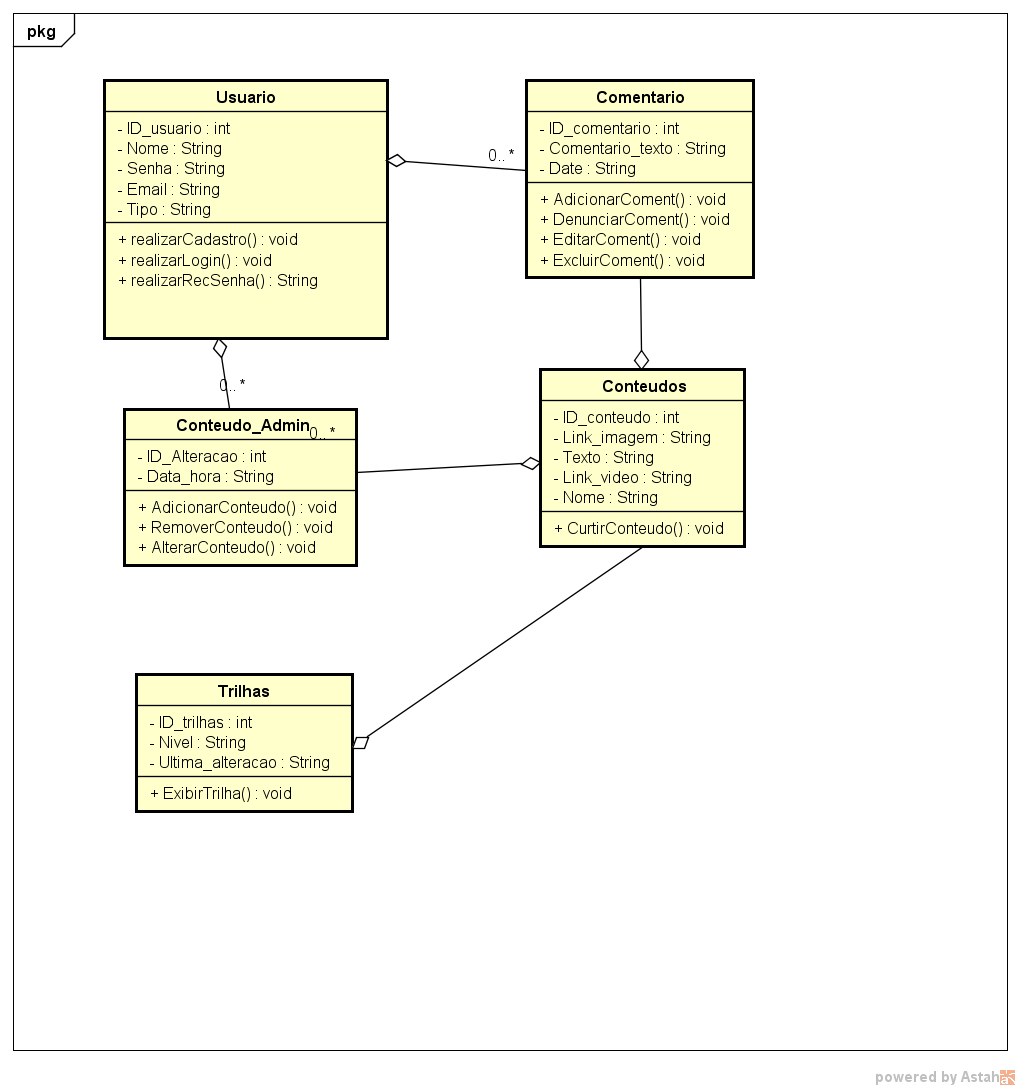 pkg
Usuario
- ID_usuario : int
- Nome : String
- Senha : String
- Email : String
- Tipo : String
+ realizarCadastro() : void
+ realizarLogin() : void
+ realizarRecSenha() : String
0.. *
Comentario
- ID_comentario : int
- Comentario_texto : String
- Date : String
+ AdicionarComent() : void
+ DenunciarComent() : void
+ EditarComent() : void
+ ExcluirComent() : void
0.. *
Conteudo_Admin
0.. *
- ID_Alteracao : int
- Data_hora : String
+ AdicionarConteudo() : void
+ RemoverConteudo() : void
+ AlterarConteudo() : void
Conteudos
- ID_conteudo : int
- Link_imagem : String
- Texto : String
- Link_video : String
- Nome : String
+ CurtirConteudo() : void
Trilhas
- ID_trilhas : int
- Nivel : String
- Ultima_alteracao : String
+ ExibirTrilha() : void
powered by Astah